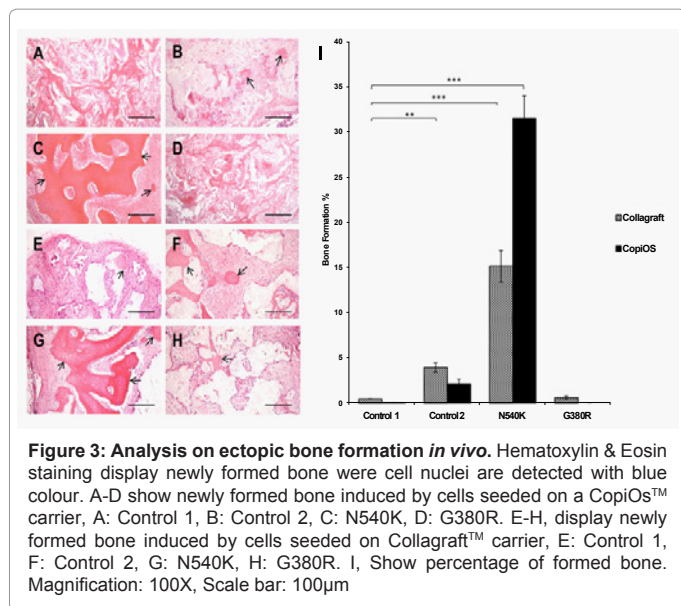 A
B
C
D
E
F
G
H
I
40
35
30
25
20
15
10
5
0
Bone Formation %
***
***
**
Collagraft
CopiOS
Control 1 Control 2 N540K G380R
Figure 3: Analysis on ectopic bone formation in vivo. Hematoxylin & Eosin
staining display newly formed bone were cell nuclei are detected with blue
colour. A-D show newly formed bone induced by cells seeded on a CopiOs™
carrier, A: Control 1, B: Control 2, C: N540K, D: G380R. E-H, display newly
formed bone induced by cells seeded on Collagraft™ carrier, E: Control 1,
F: Control 2, G: N540K, H: G380R. I, Show percentage of formed bone.
Magnification: 100X, Scale bar: 100μm